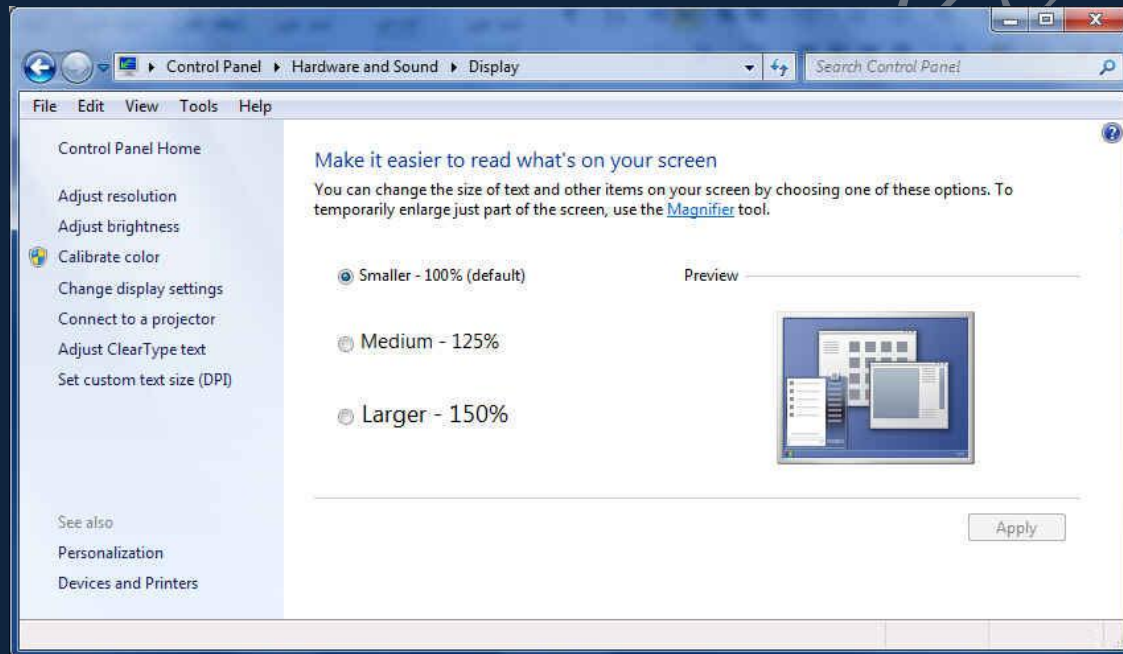 Control Panel Hardware and Sound Display
Search Control Panel
File Edit View Tools Help
Control Panel Home
Adjust resolution
Adjust brightness
Calibrate color
Change display settings
Connect to a projector
Adjust ClearType text
Set custom text size (DPI)
See also
Personalization
Devices and Printers
Make it easier to read what's on your screen
You can change the size of text and other items on your screen by choosing one of these options. To
temporarily enlarge just part of the screen, use the Magnifier tool.
Smaller - 100% (default)
Medium - 125%
Larger - 150%
Preview
Apply